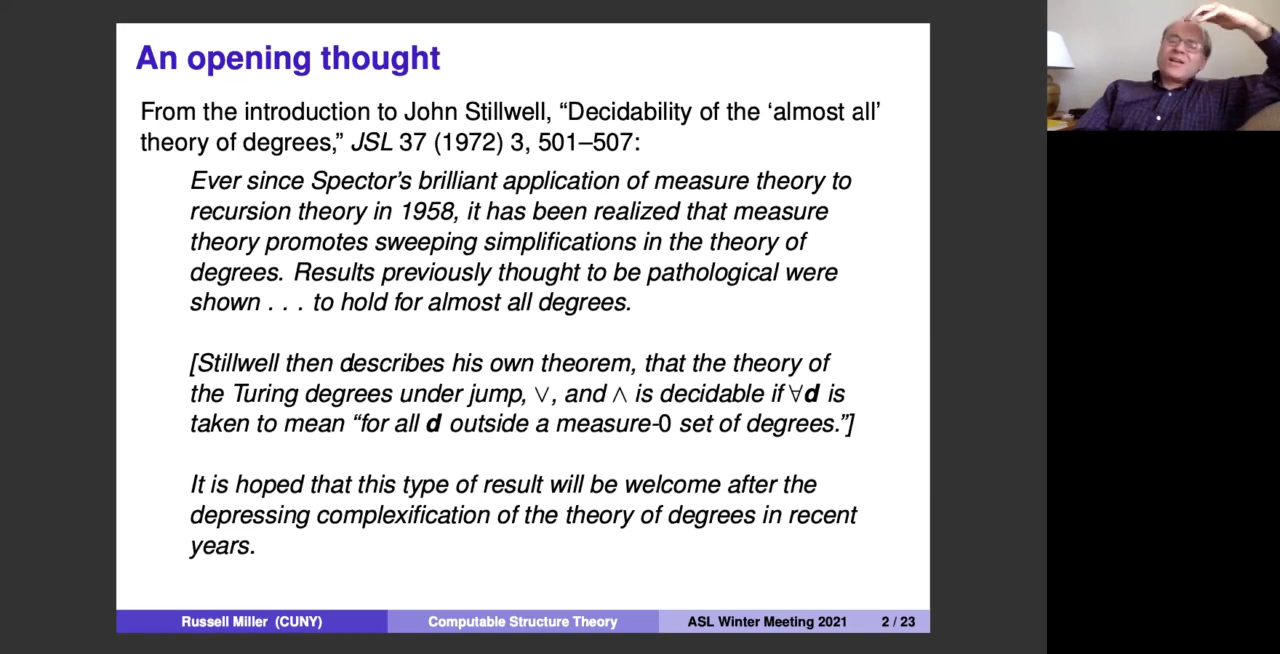 An opening thought
From the introduction to John Stillwell, “Decidability of the ‘almost all’
theory of degrees,” JSL 37 (1972) 3, 501–507:
Ever since Spector’s brilliant application of measure theory to
recursion theory in 1958, it has been realized that measure
theory promotes sweeping simplifications in the theory of
degrees. Results previously thought to be pathological were
shown . . . to hold for almost all degrees.
[Stillwell then describes his own theorem, that the theory of
the Turing degrees under jump, ∨, and ∧ is decidable if ∀d is
taken to mean “for all d outside a measure-0 set of degrees.”]
It is hoped that this type of result will be welcome after the
depressing complexification of the theory of degrees in recent
years.
Russell Miller (CUNY) Computable Structure Theory ASL Winter Meeting 2021 2 / 23